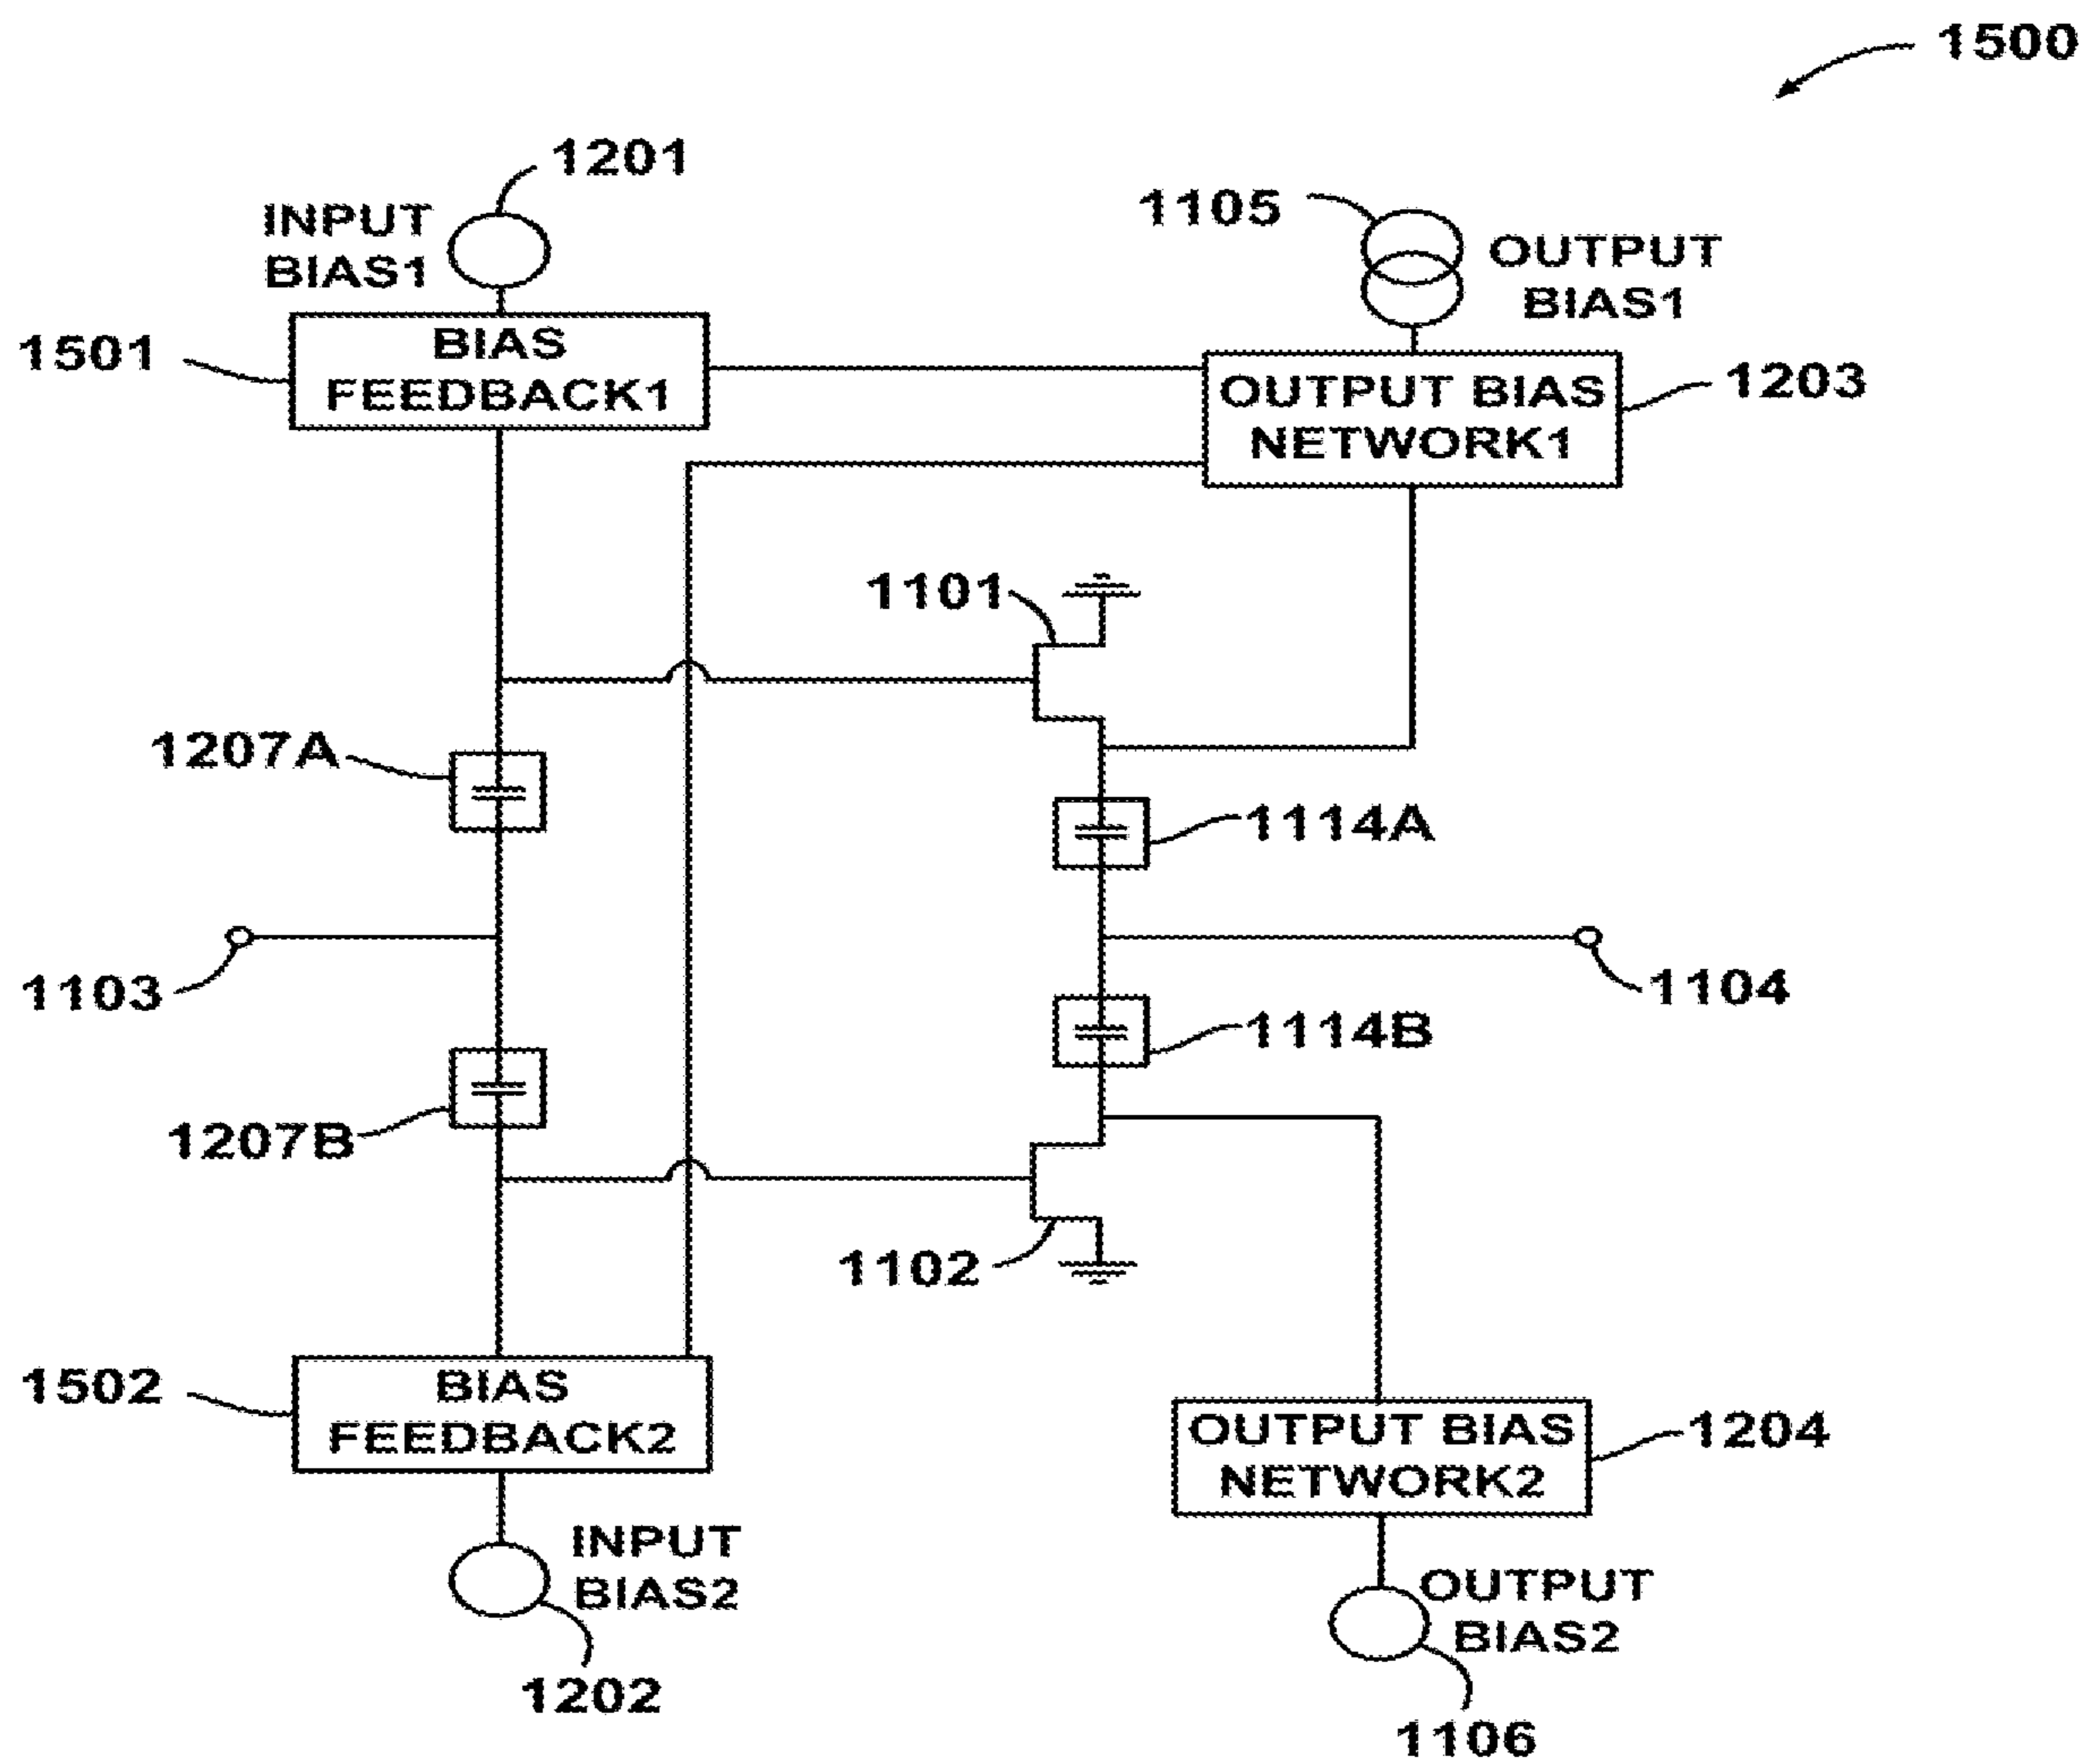 1500
1201
INPUT
BIAS1
1105
OUTPUT
BIAS1
1501
BIAS
FEEDBACK1
OUTPUT BIAS
NETWORK1
1203
1101
1207A
1114A
1103
1104
1114B
1207B
1102
1502
BIAS
FEEDBACK2
OUTPUT BIAS
NETWORK2
1204
INPUT
BIAS2
OUTPUT
BIAS2
1202
1106